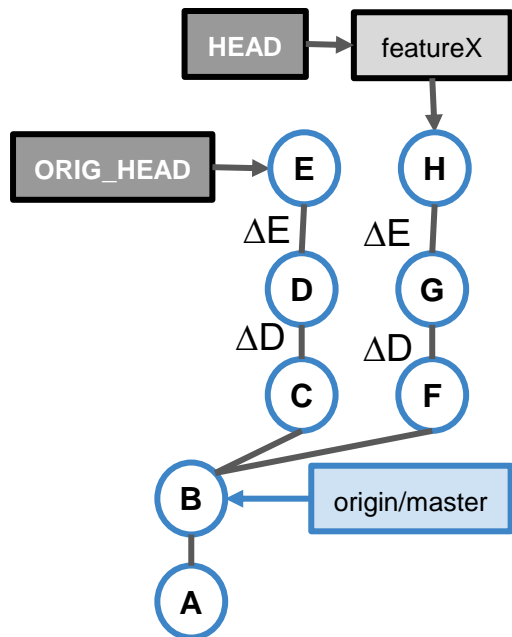 HEAD
featureX
ORIG_HEAD
E
H
ΔE
ΔE
D
G
ΔD
ΔD
C
F
B
origin/master
A